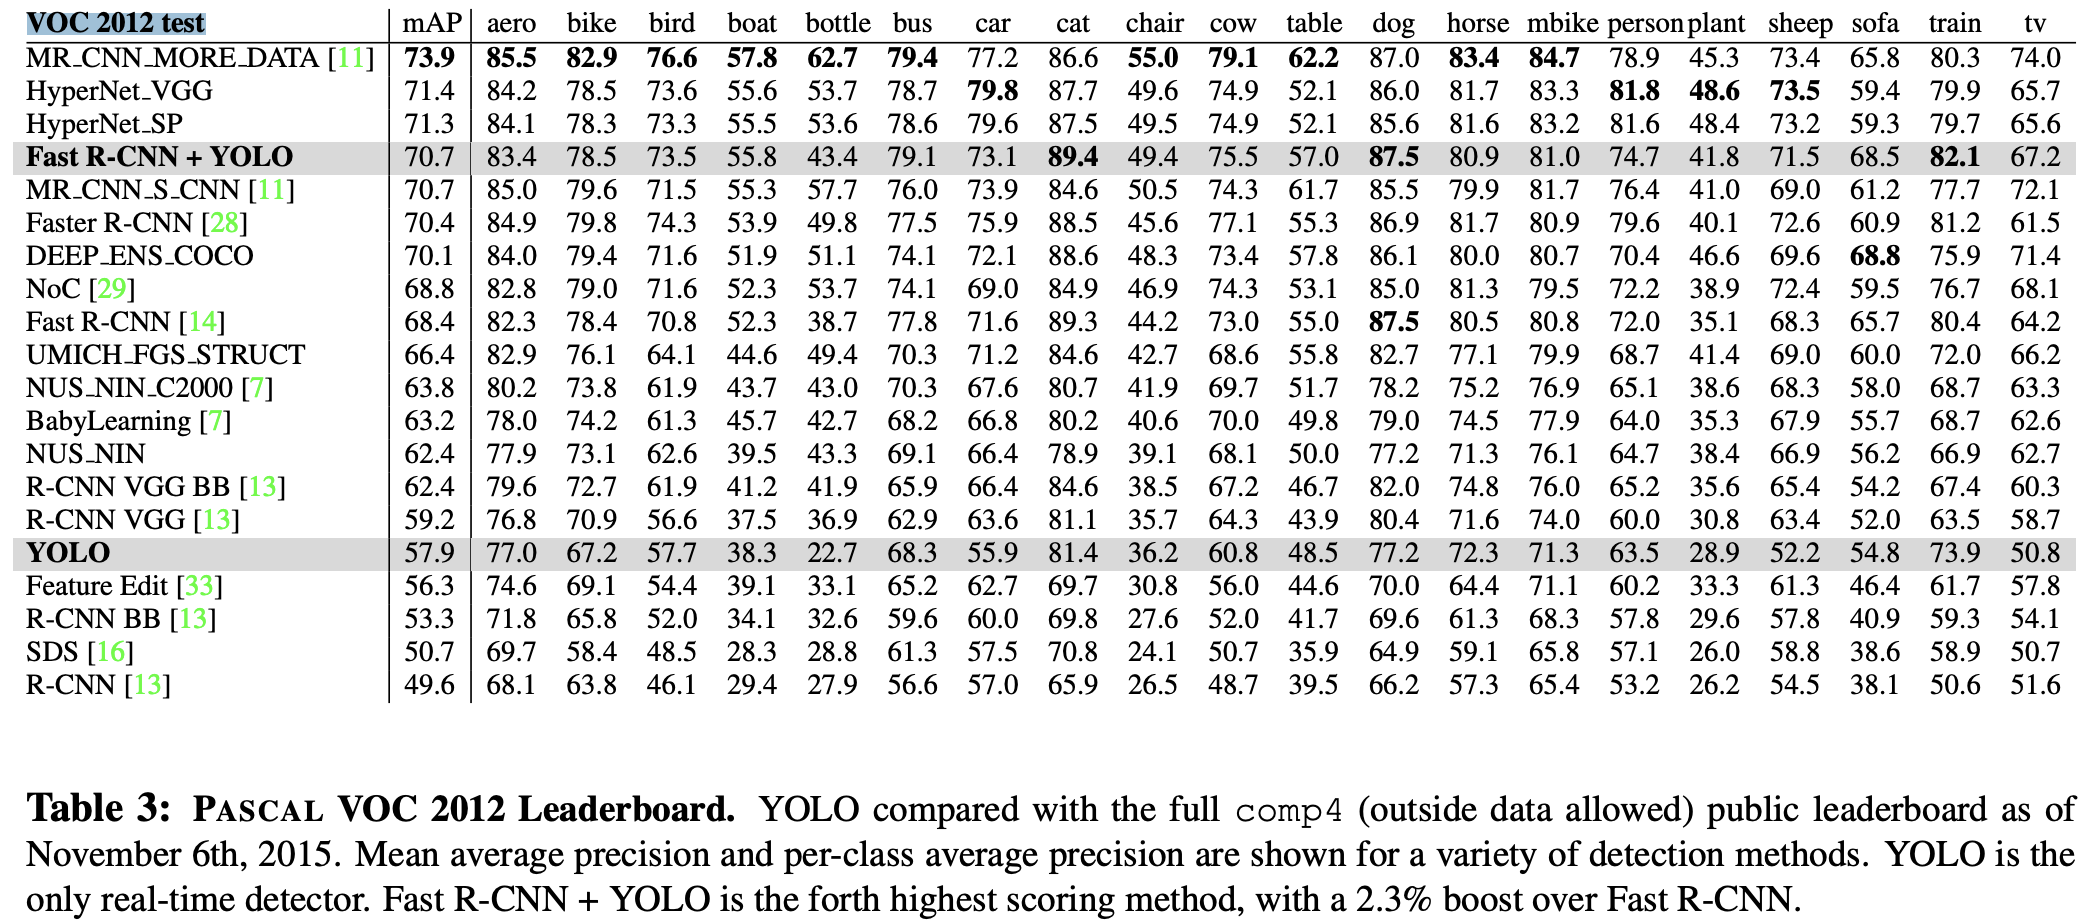 VOC 2012 test mAP aero bike bird boat bottle bus car cat chair cow table dog horse mbike person plant sheep sofa train tv
MR_CNN_MORE_DATA [11] 73.9 85.5 82.9 76.6 57.8 62.7 79.4 77.2 86.6 55.0 79.1 62.2 87.0 83.4 84.7 78.9 45.3 73.4 65.8 80.3 74.0
HyperNet_VGG 71.4 84.2 78.5 73.6 55.6 53.7 78.7 79.8 87.7 49.6 74.9 52.1 86.0 81.7 83.3 81.8 48.6 73.5 59.4 79.9 65.7
HyperNet_SP 71.3 84.1 78.3 73.3 55.5 53.6 78.6 79.6 87.5 49.5 74.9 52.1 85.6 81.6 83.2 81.6 48.4 73.2 59.3 79.7 65.6
Fast R-CNN + YOLO 70.7 83.4 78.5 73.5 55.8 43.4 79.1 73.1 89.4 49.4 75.5 57.0 87.5 80.9 81.0 74.7 41.8 71.5 68.5 82.1 67.2
MR_CNN_S_CNN [11] 70.7 85.0 79.6 71.5 55.3 57.7 76.0 73.9 84.6 50.5 74.3 61.7 85.5 79.9 81.7 76.4 41.0 69.0 61.2 77.7 72.1
Faster R-CNN [28] 70.4 84.9 79.8 74.3 53.9 49.8 77.5 75.9 88.5 45.6 77.1 55.3 86.9 81.7 80.9 79.6 40.1 72.6 60.9 81.2 61.5
DEEP_ENS_COCO 70.1 84.0 79.4 71.6 51.9 51.1 74.1 72.1 88.6 48.3 73.4 57.8 86.1 80.0 80.7 70.4 46.6 69.6 68.8 75.9 71.4
NoC [29] 68.8 82.8 79.0 71.6 52.3 53.7 74.1 69.0 84.9 46.9 74.3 53.1 85.0 81.3 79.5 72.2 38.9 72.4 59.5 76.7 68.1
Fast R-CNN [14] 68.4 82.3 78.4 70.8 52.3 38.7 77.8 71.6 89.3 44.2 73.0 55.0 87.5 80.5 80.8 72.0 35.1 68.3 65.7 80.4 64.2
UMICH_FGS_STRUCT 66.4 82.9 76.1 64.1 44.6 49.4 70.3 71.2 84.6 42.7 68.6 55.8 82.7 77.1 79.9 68.7 41.4 69.0 60.0 72.0 66.2
NUS_NIN_C2000 [7] 63.8 80.2 73.8 61.9 43.7 43.0 70.3 67.6 80.7 41.9 69.7 51.7 78.2 75.2 76.9 65.1 38.6 68.3 58.0 68.7 63.3
BabyLearning [7] 63.2 78.0 74.2 61.3 45.7 42.7 68.2 66.8 80.2 40.6 70.0 49.8 79.0 74.5 77.9 64.0 35.3 67.9 55.7 68.7 62.6
NUS_NIN 62.4 77.9 73.1 62.6 39.5 43.3 69.1 66.4 78.9 39.1 68.1 50.0 77.2 71.3 76.1 64.7 38.4 66.9 56.2 66.9 62.7
R-CNN VGG BB [13] 62.4 79.6 72.7 61.9 41.2 41.9 65.9 66.4 84.6 38.5 67.2 46.7 82.0 74.8 76.0 65.2 35.6 65.4 54.2 67.4 60.3
R-CNN VGG [13] 59.2 76.8 70.9 56.6 37.5 36.9 62.9 63.6 81.1 35.7 64.3 43.9 80.4 71.6 74.0 60.0 30.8 63.4 52.0 63.5 58.7
YOLO 57.9 77.0 67.2 57.7 38.3 22.7 68.3 55.9 81.4 36.2 60.8 48.5 77.2 72.3 71.3 63.5 28.9 52.2 54.8 73.9 50.8
Feature Edit [33] 56.3 74.6 69.1 54.4 39.1 33.1 65.2 62.7 69.7 30.8 56.0 44.6 70.0 64.4 71.1 60.2 33.3 61.3 46.4 61.7 57.8
R-CNN BB [13] 53.3 71.8 65.8 52.0 34.1 32.6 59.6 60.0 69.8 27.6 52.0 41.7 69.6 61.3 68.3 57.8 29.6 57.8 40.9 59.3 54.1
SDS [16] 50.7 69.7 58.4 48.5 28.3 28.8 61.3 57.5 70.8 24.1 50.7 35.9 64.9 59.1 65.8 57.1 26.0 58.8 38.6 58.9 50.7
R-CNN [13] 49.6 68.1 63.8 46.1 29.4 27.9 56.6 57.0 65.9 26.5 48.7 39.5 66.2 57.3 65.4 53.2 26.2 54.5 38.1 50.6 51.6
Table 3: PASCAL VOC 2012 Leaderboard. YOLO compared with the full comp4 (outside data allowed) public leaderboard as of
November 6th, 2015. Mean average precision and per-class average precision are shown for a variety of detection methods. YOLO is the
only real-time detector. Fast R-CNN + YOLO is the forth highest scoring method, with a 2.3% boost over Fast R-CNN.